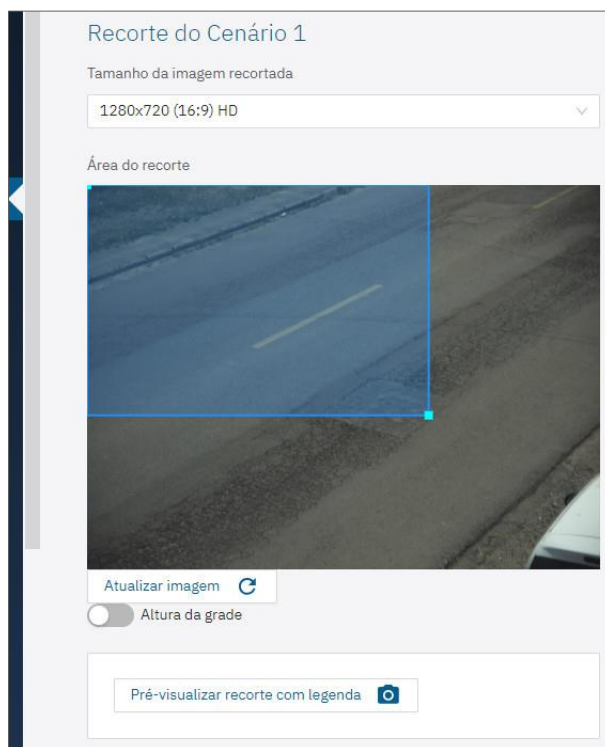 Recorte do Cenário 1
Tamanho da imagem recortada
1280x720 (16:9) HD
Área do recorte
Atualizar imagem
Altura da grade
Pré-visualizar recorte com legenda